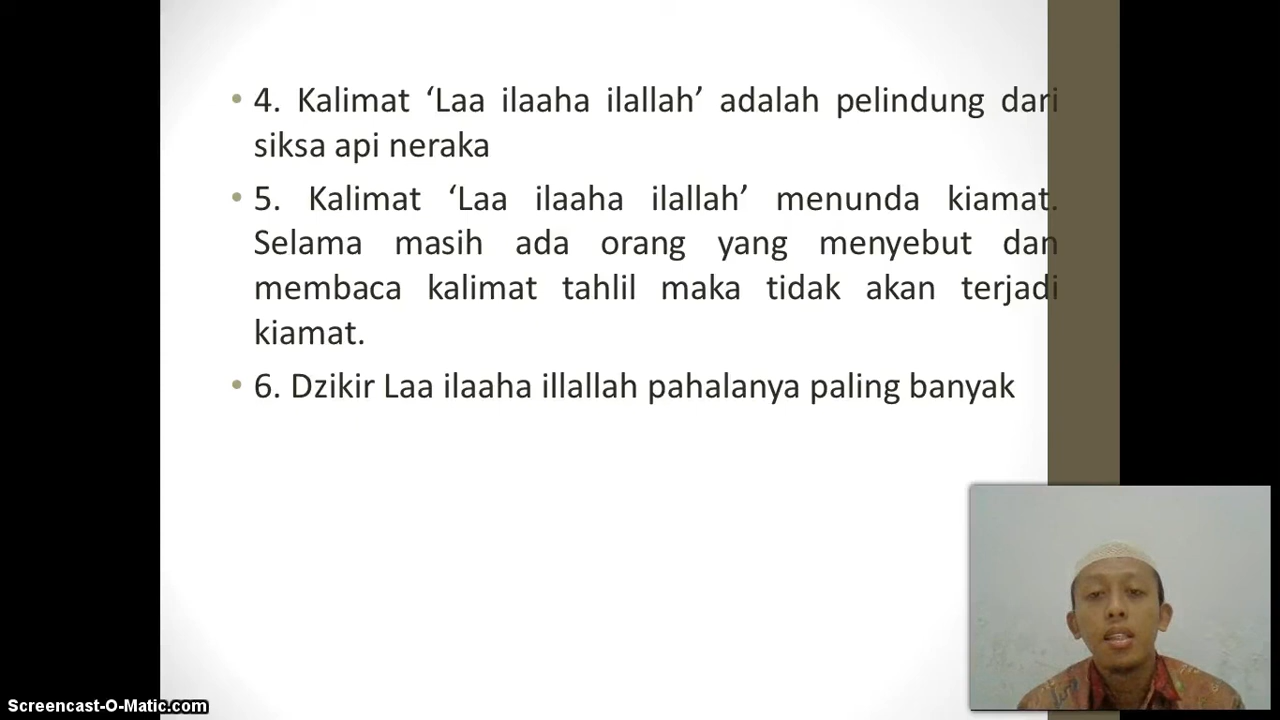 • 4. Kalimat ‘Laa ilaaha ilallah’ adalah pelindung dari
siksa api neraka
• 5. Kalimat ‘Laa ilaaha ilallah’ menunda kiamat.
Selama masih ada orang yang menyebut dan
membaca kalimat tahlil maka tidak akan terjadi
kiamat.
• 6. Dzikir Laa ilaaha illallah pahalanya paling banyak
Screencast-O-Matic.com